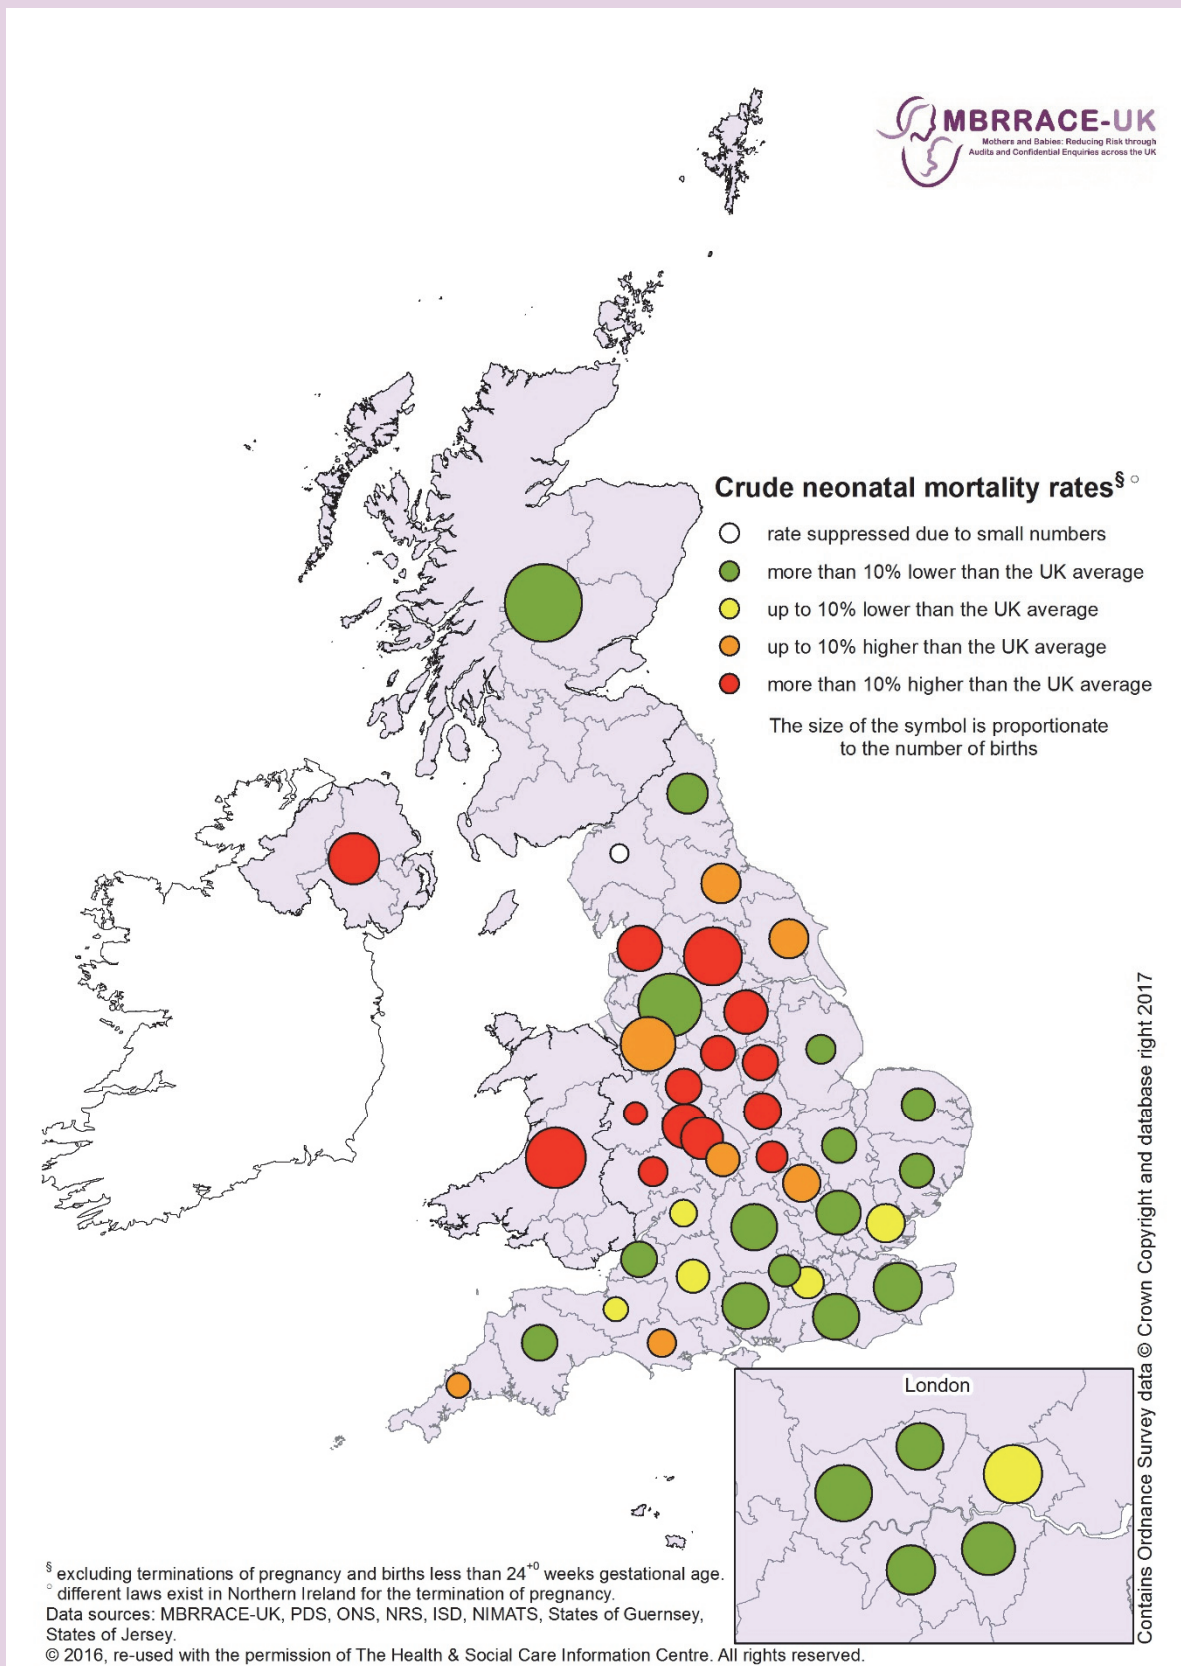 MBRRACE-UK
Mothers and Babies: Reducing Risk through
Audits and Confidential Enquiries across the UK
Crude neonatal mortality rates§ °
rate suppressed due to small numbers
more than 10% lower than the UK average
up to 10% lower than the UK average
up to 10% higher than the UK average
more than 10% higher than the UK average
The size of the symbol is proportionate
to the number of births
Contains Ordnance Survey data © Crown Copyright and database right 2017
London
§ excluding terminations of pregnancy and births less than 24+0 weeks gestational age.
° different laws exist in Northern Ireland for the termination of pregnancy.
Data sources: MBRRACE-UK, PDS, ONS, NRS, ISD, NIMATS, States of Guernsey,
States of Jersey.
© 2016, re-used with the permission of The Health & Social Care Information Centre. All rights reserved.